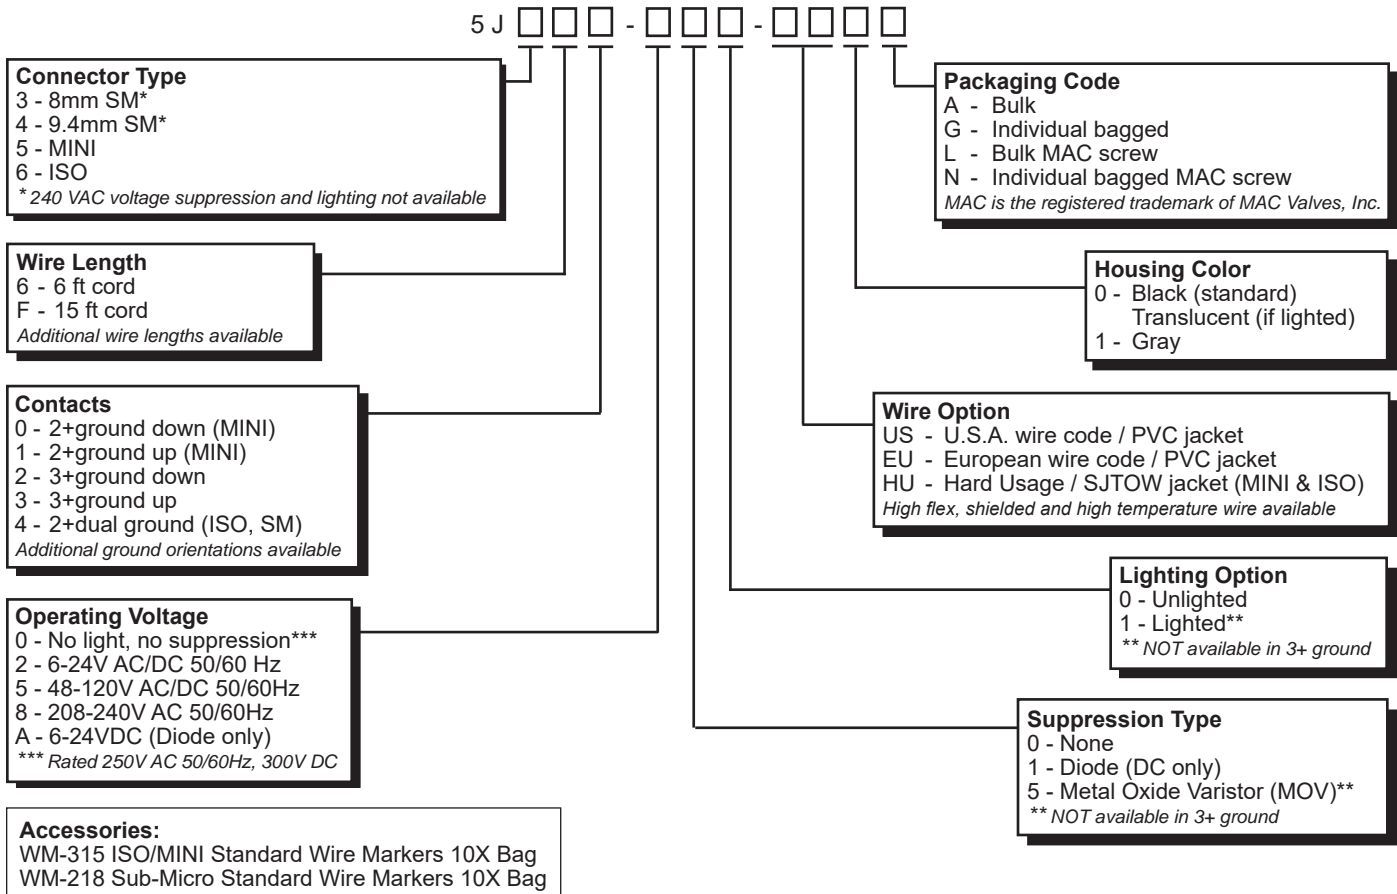 5 J □ □ □ - □ □ □ - □ □ □ □
Connector Type
3 - 8mm SM*
4 - 9.4mm SM*
5 - MINI
6 - ISO
* 240 VAC voltage suppression and lighting not available
Wire Length
6 - 6 ft cord
F - 15 ft cord
Additional wire lengths available
Contacts
0 - 2+ground down (MINI)
1 - 2+ground up (MINI)
2 - 3+ground down
3 - 3+ground up
4 - 2+dual ground (ISO, SM)
Additional ground orientations available
Operating Voltage
0 - No light, no suppression***
2 - 6-24V AC/DC 50/60 Hz
5 - 48-120V AC/DC 50/60Hz
8 - 208-240V AC 50/60Hz
A - 6-24VDC (Diode only)
*** Rated 250V AC 50/60Hz, 300V DC
Accessories:
WM-315 ISO/MINI Standard Wire Markers 10X Bag
WM-218 Sub-Micro Standard Wire Markers 10X Bag
Packaging Code
A - Bulk
G - Individual bagged
L - Bulk MAC screw
N - Individual bagged MAC screw
MAC is the registered trademark of MAC Valves, Inc.
Housing Color
0 - Black (standard)
Translucent (if lighted)
1 - Gray
Wire Option
US - U.S.A. wire code / PVC jacket
EU - European wire code / PVC jacket
HU - Hard Usage / SJTOW jacket (MINI & ISO)
High flex, shielded and high temperature wire available
Lighting Option
0 - Unlighted
1 - Lighted**
** NOT available in 3+ ground
Suppression Type
0 - None
1 - Diode (DC only)
5 - Metal Oxide Varistor (MOV)**
** NOT available in 3+ ground